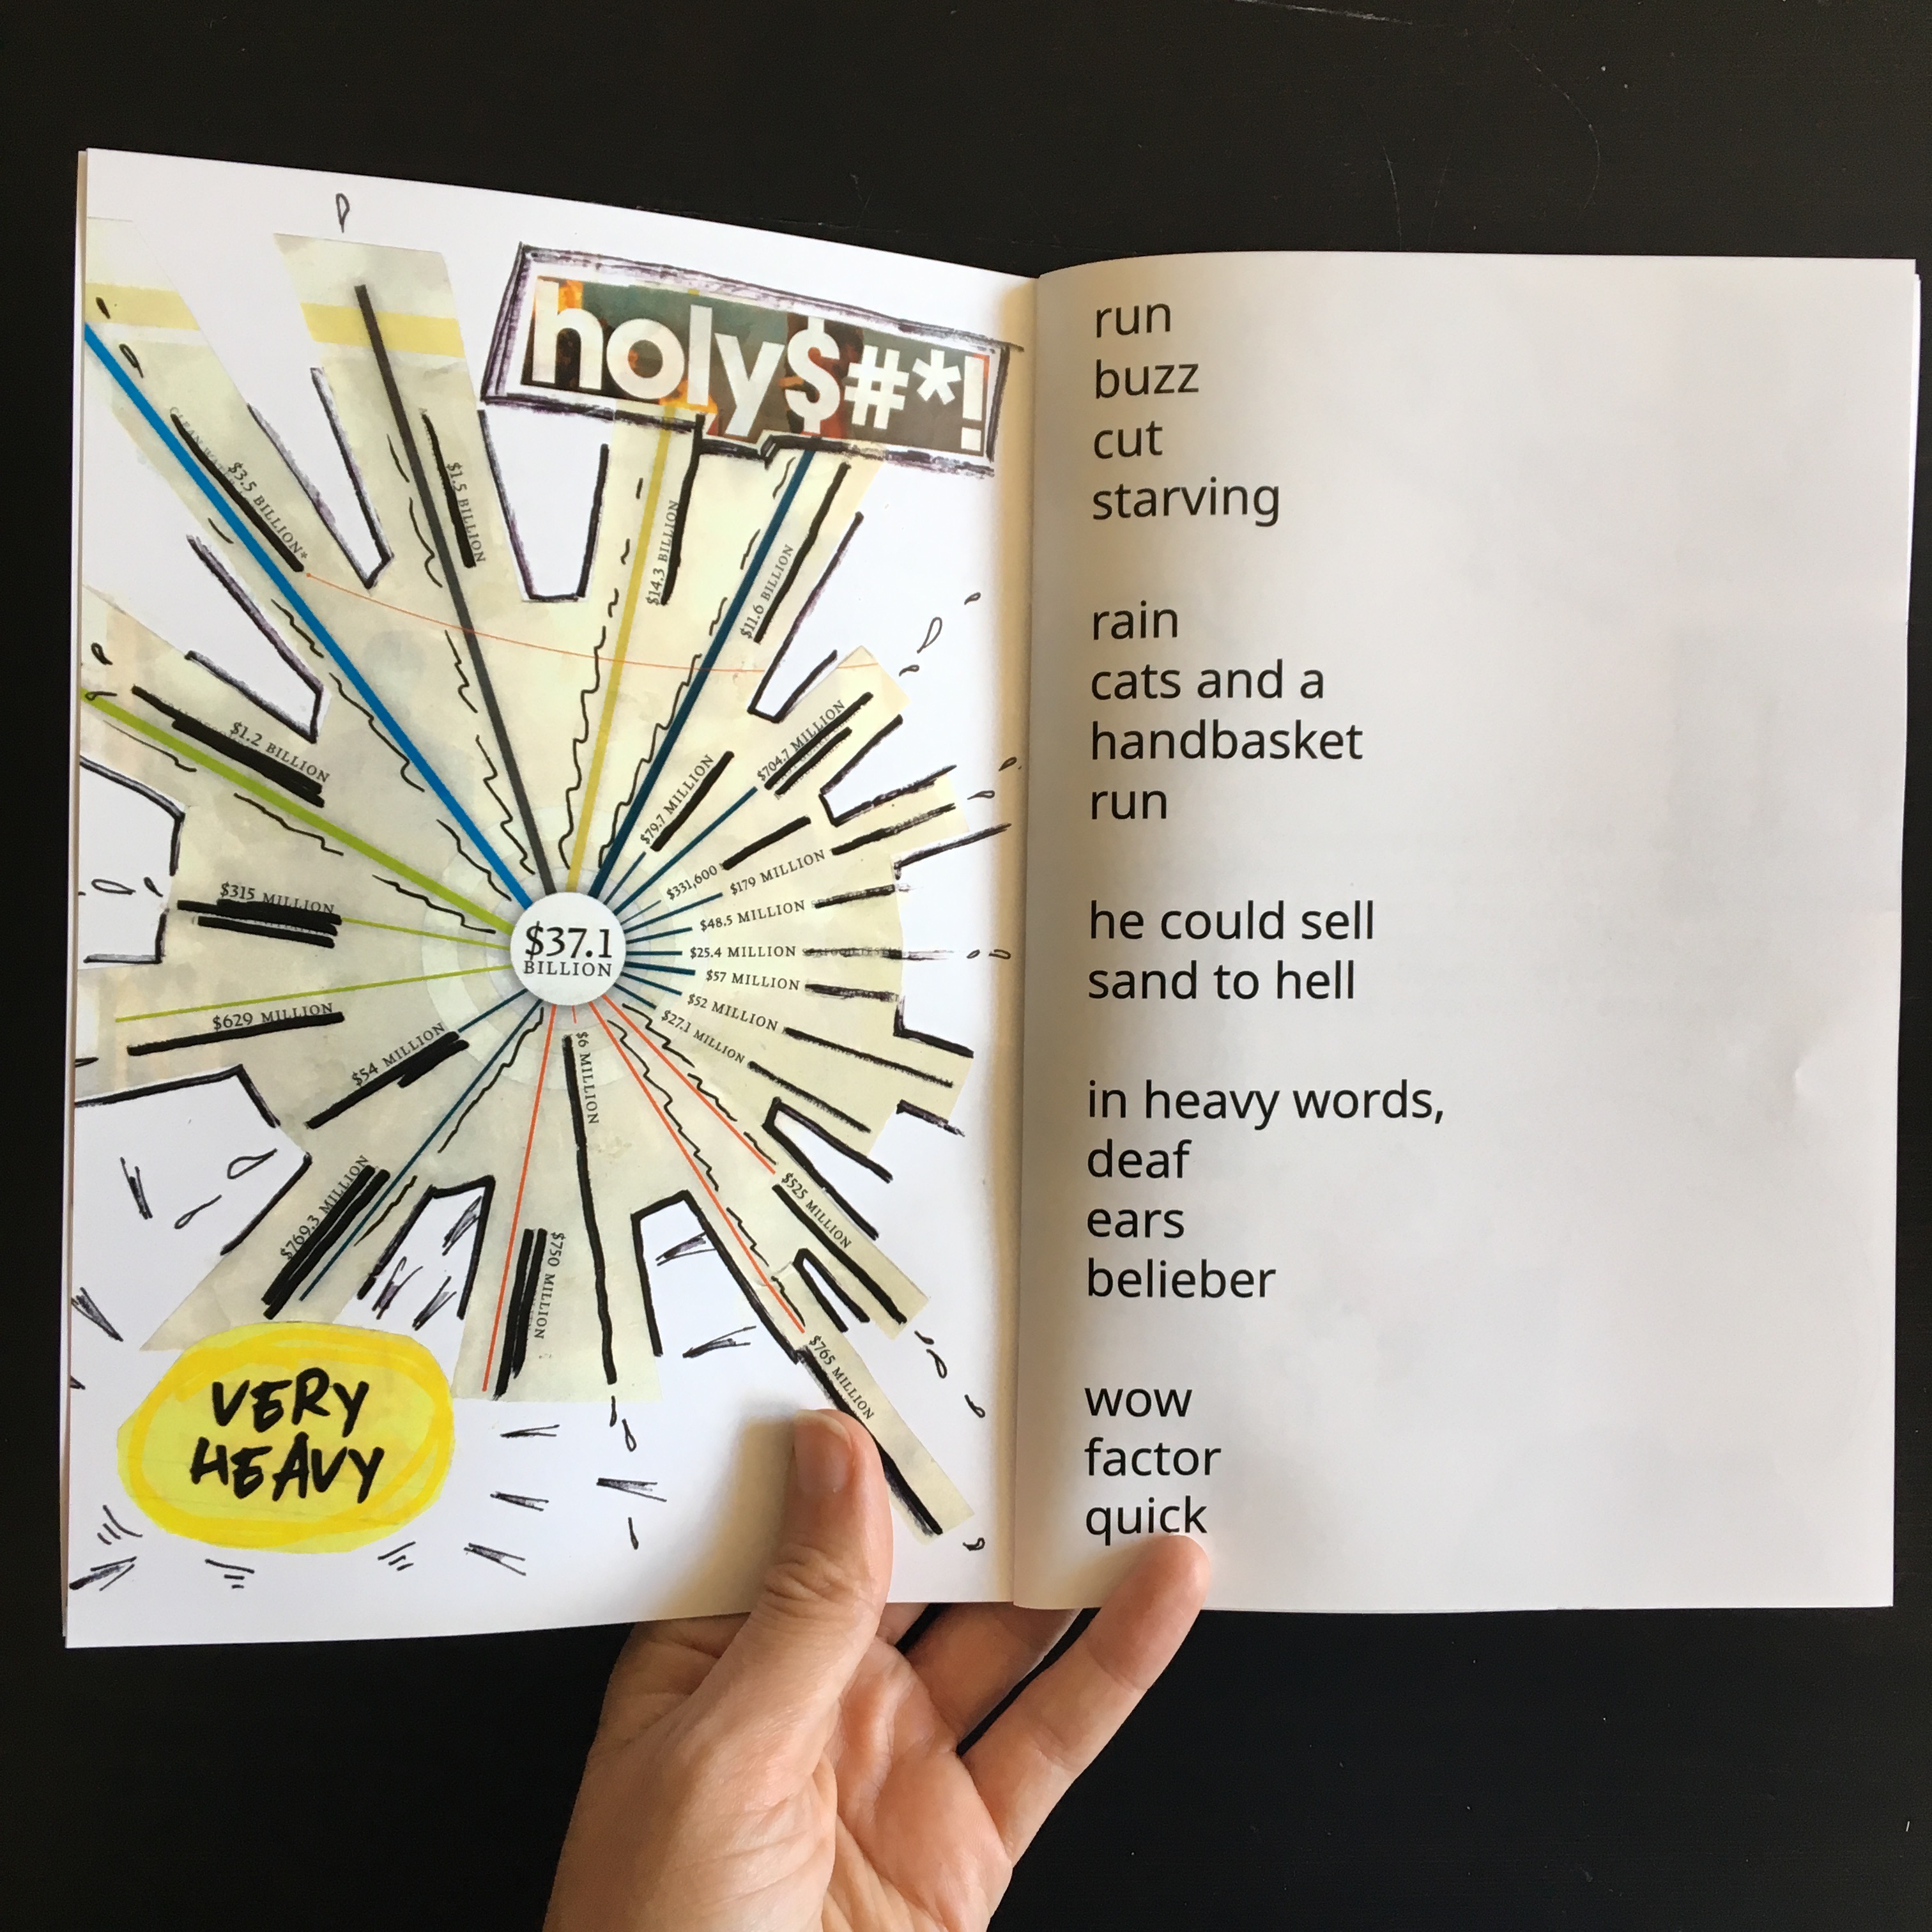 holy$#*!
$3.5 BILLION*
$1.5 BILLION
$14.3 BILLION
$11.6 BILLION
$1.2 BILLION
$704.7 MILLION
$79.7 MILLION
$331,600
$179 MILLION
$315 MILLION
$48.5 MILLION
$37.1
BILLION
$25.4 MILLION
$57 MILLION
$52 MILLION
$27.1 MILLION
$629 MILLION
$54 MILLION
$6 MILLION
$769.3 MILLION
$750 MILLION
$525 MILLION
$765 MILLION
VERY
HEAVY
run
buzz
cut
starving
rain
cats and a
handbasket
run
he could sell
sand to hell
in heavy words,
deaf
ears
belieber
wow
factor
quick